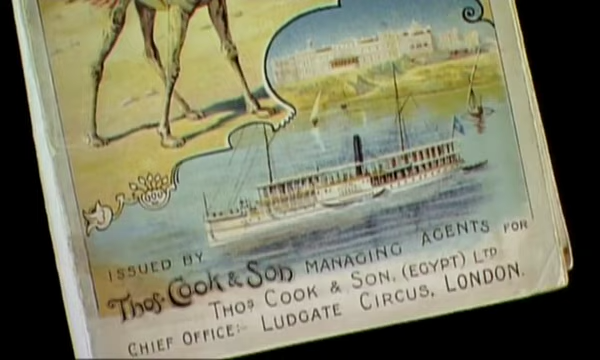 ISSUED BY
Thos. Cook & Son MANAGING AGENTS FOR
THOS COOK & SON, (EGYPT) LTD
CHIEF OFFICE:- LUDGATE CIRCUS, LONDON.